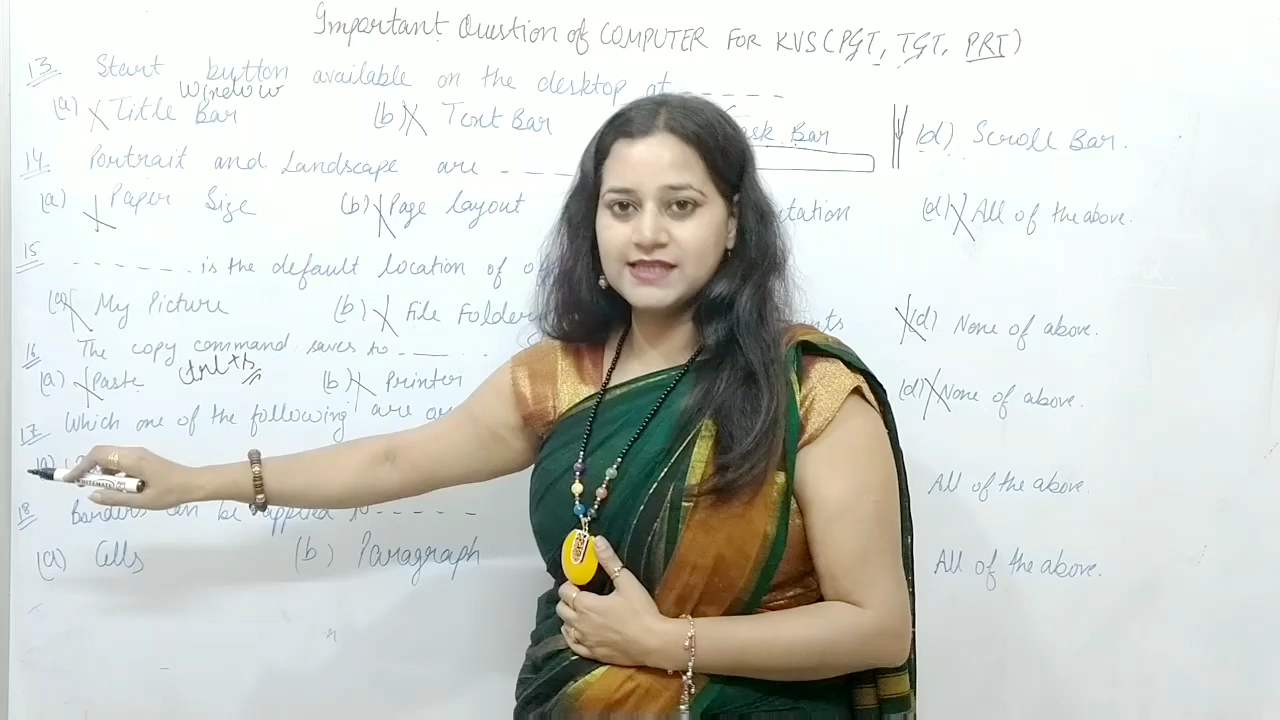 Important Question of COMPUTER FOR KVS (PGT, TGT, PRT)
13. Start button available on the desktop at - - - - - -
Window
(a) Title Bar (b) Text Bar ask Bar (d) Scroll Bar.
14. Portrait and Landscape are - - - -
(a) Paper Size (b) Page Layout tation (d) All of the above.
15 - - - - - - . is the default location of
(a) My Picture (b) File Folder nts (d) None of above.
16 The copy command saves to - - - .
Ctrl+
(a) Paste (b) Printer (d) None of above.
17. Which one of the following are
(a) All of the above.
18 Borders can be applied to - - - - -
(a) Cells (b) Paragraph All of the above.